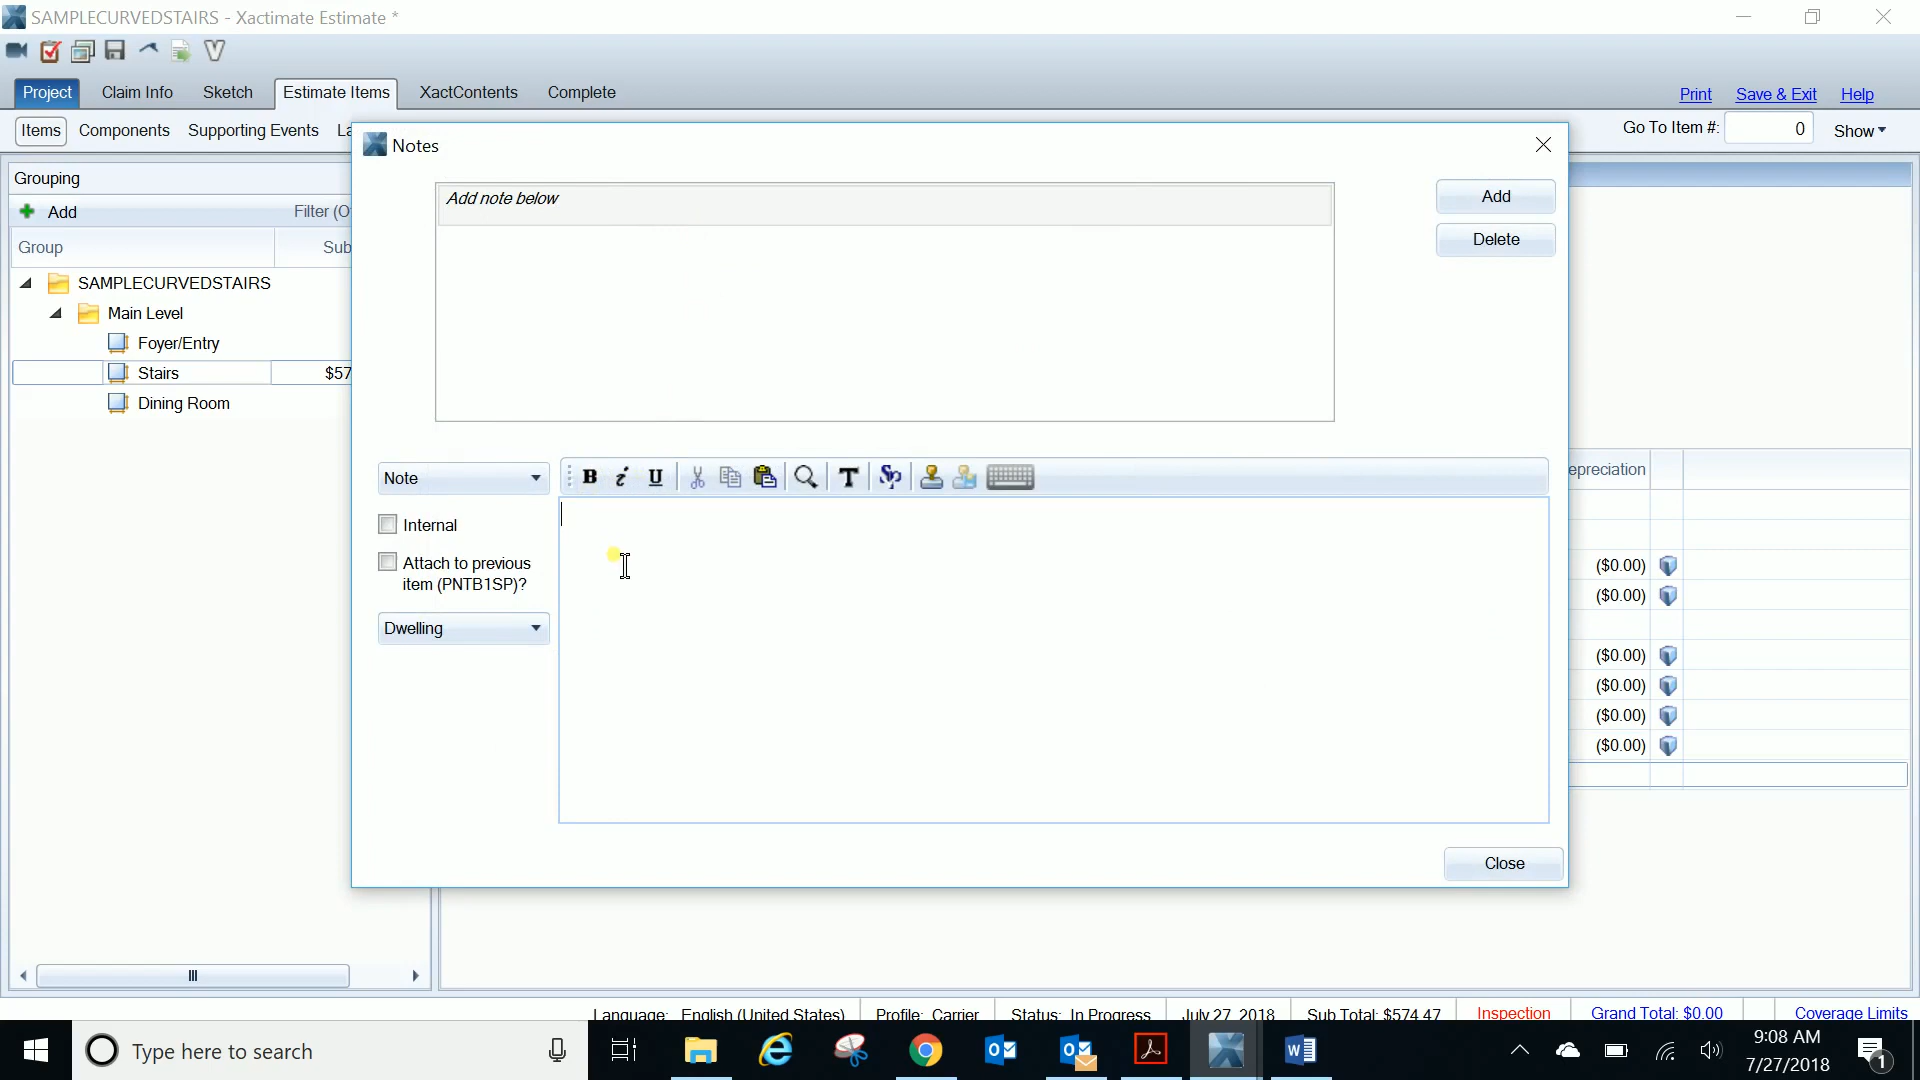 SAMPLECURVEDSTAIRS - Xactimate Estimate *
Project
Claim Info
Sketch
Estimate Items
XactContents
Complete
Print
Save & Exit
Help
Items
Components
Supporting Events
La
Go To Item #:
0
Show
Grouping
Add
Filter (O
Group
Sub
SAMPLECURVEDSTAIRS
Main Level
Foyer/Entry
Stairs
$57
Dining Room
Notes
Add note below
Add
Delete
Note
B i U
T
Sp
Internal
Attach to previous
item (PNTB1SP)?
Dwelling
Close
epreciation
($0.00)
($0.00)
($0.00)
($0.00)
($0.00)
($0.00)
Language: English (United States)
Profile: Carrier
Status: In Progress
July 27, 2018
Sub Total: $574.47
Inspection
Grand Total: $0.00
Coverage Limits
Type here to search
9:08 AM
7/27/2018
1